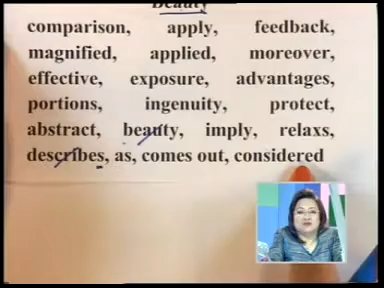 Beauty
comparison, apply, feedback,
magnified, applied, moreover,
effective, exposure, advantages,
portions, ingenuity, protect,
abstract, beauty, imply, relaxs,
describes, as, comes out, considered